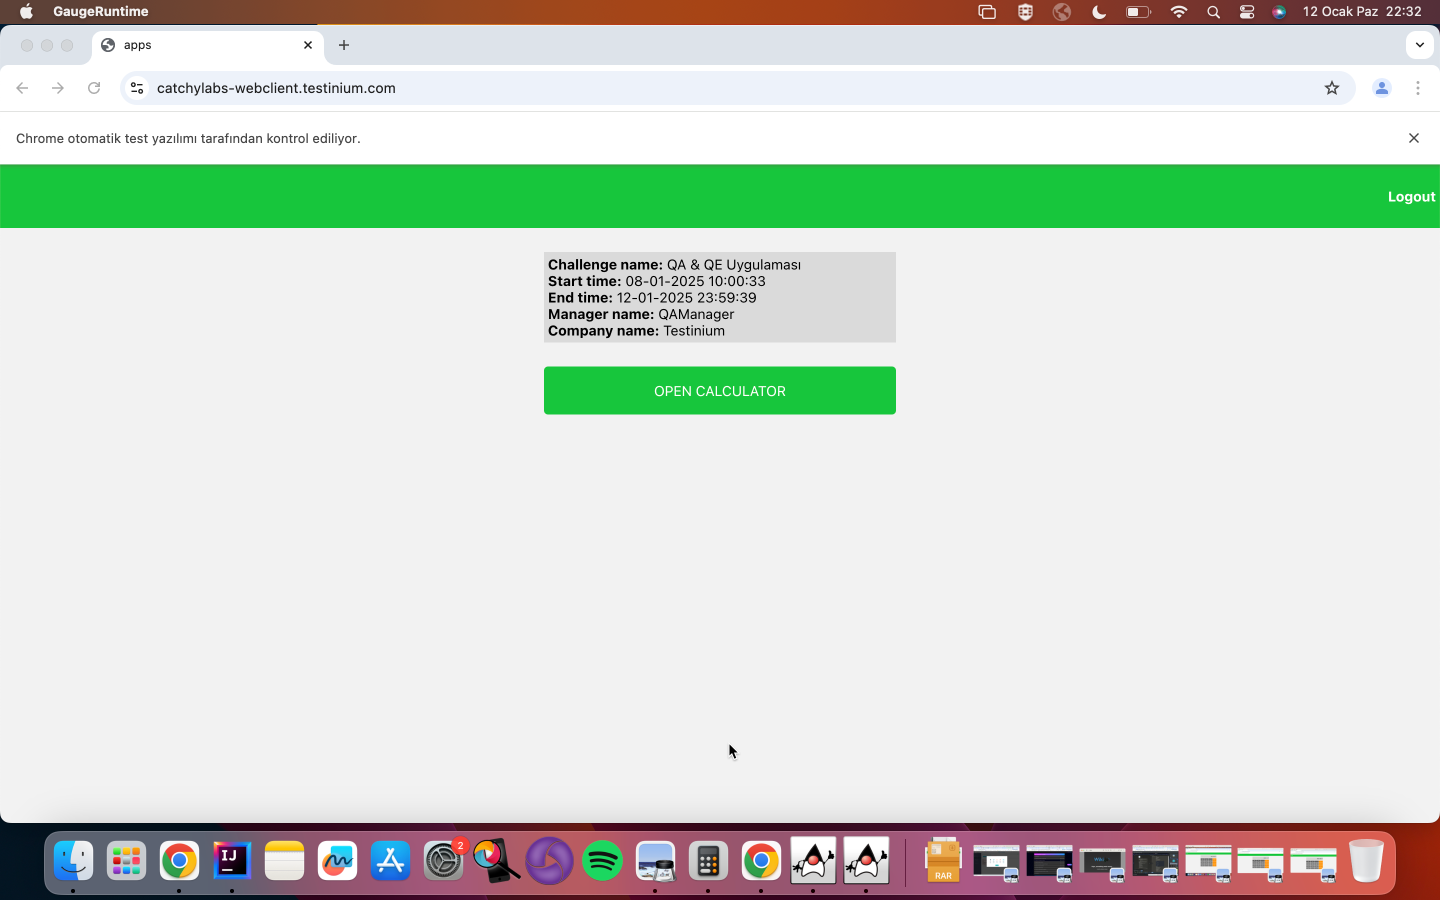 GaugeRuntime
12 Ocak Paz 22:32
apps
catchylabs-webclient.testinium.com
Chrome otomatik test yazılımı tarafından kontrol ediliyor.
Logout
Challenge name: QA & QE Uygulaması
Start time: 08-01-2025 10:00:33
End time: 12-01-2025 23:59:39
Manager name: QAManager
Company name: Testinium
OPEN CALCULATOR
IJ
2
RAR